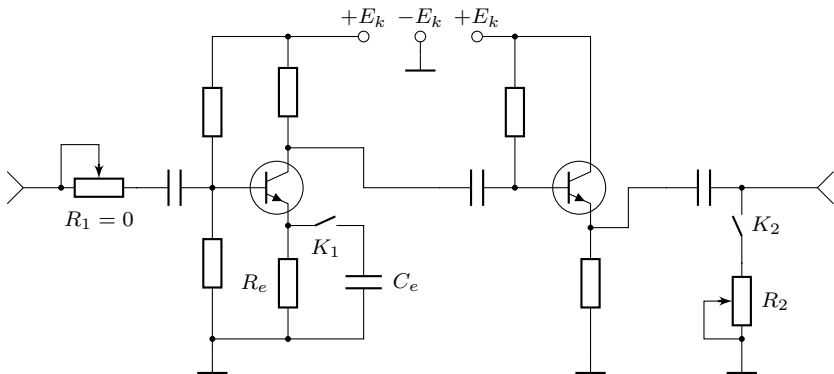 +E_k −E_k +E_k
R_1 = 0
K_1
K_2
R_e
C_e
R_2